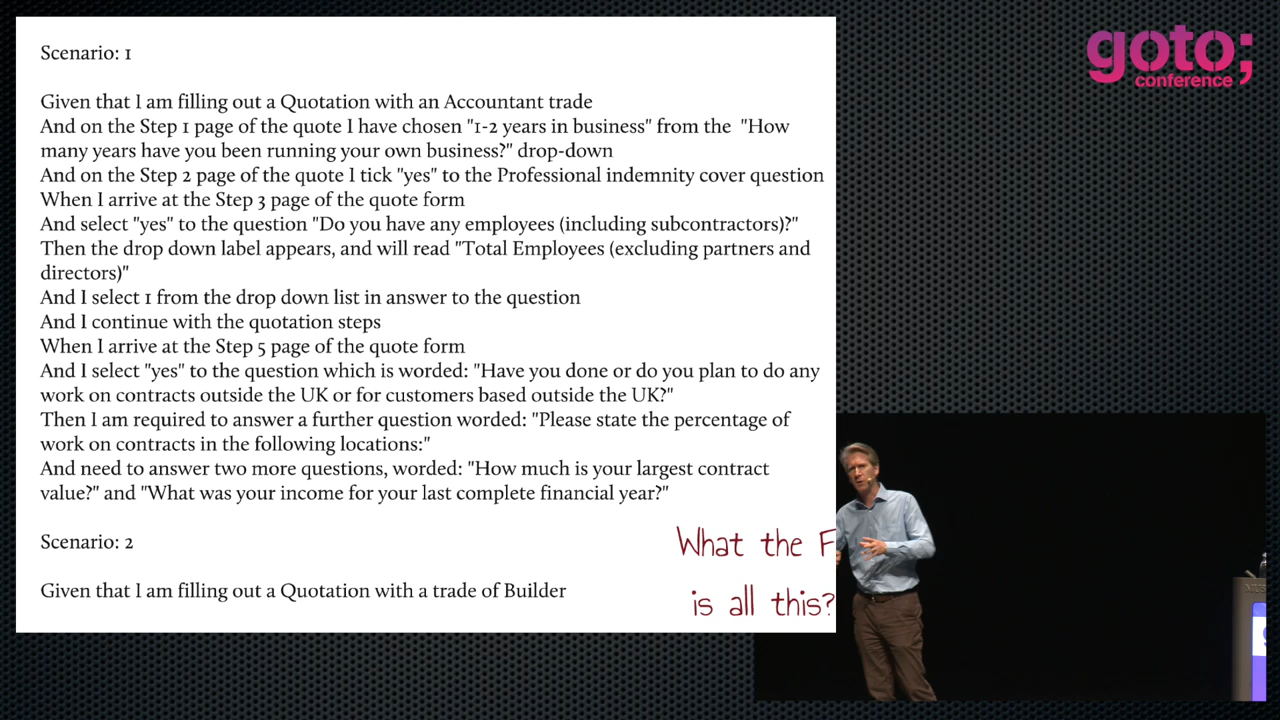 goto;
conference
Scenario: 1
Given that I am filling out a Quotation with an Accountant trade
And on the Step 1 page of the quote I have chosen "1-2 years in business" from the "How
many years have you been running your own business?" drop-down
And on the Step 2 page of the quote I tick "yes" to the Professional indemnity cover question
When I arrive at the Step 3 page of the quote form
And select "yes" to the question "Do you have any employees (including subcontractors)?"
Then the drop down label appears, and will read "Total Employees (excluding partners and
directors)"
And I select 1 from the drop down list in answer to the question
And I continue with the quotation steps
When I arrive at the Step 5 page of the quote form
And I select "yes" to the question which is worded: "Have you done or do you plan to do any
work on contracts outside the UK or for customers based outside the UK?"
Then I am required to answer a further question worded: "Please state the percentage of
work on contracts in the following locations:"
And need to answer two more questions, worded: "How much is your largest contract
value?" and "What was your income for your last complete financial year?"
Scenario: 2
Given that I am filling out a Quotation with a trade of Builder
What the F
is all this?